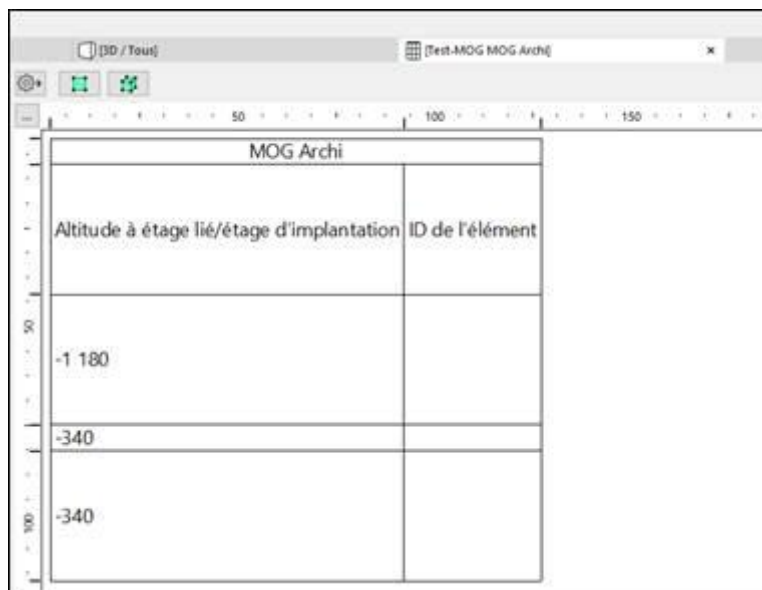 [3D / Tous]
[Test-MOG MOG Archi]
50
100
150
MOG Archi
Altitude à étage lié/étage d'implantation
ID de l'élément
50
-1 180
-340
-340
100